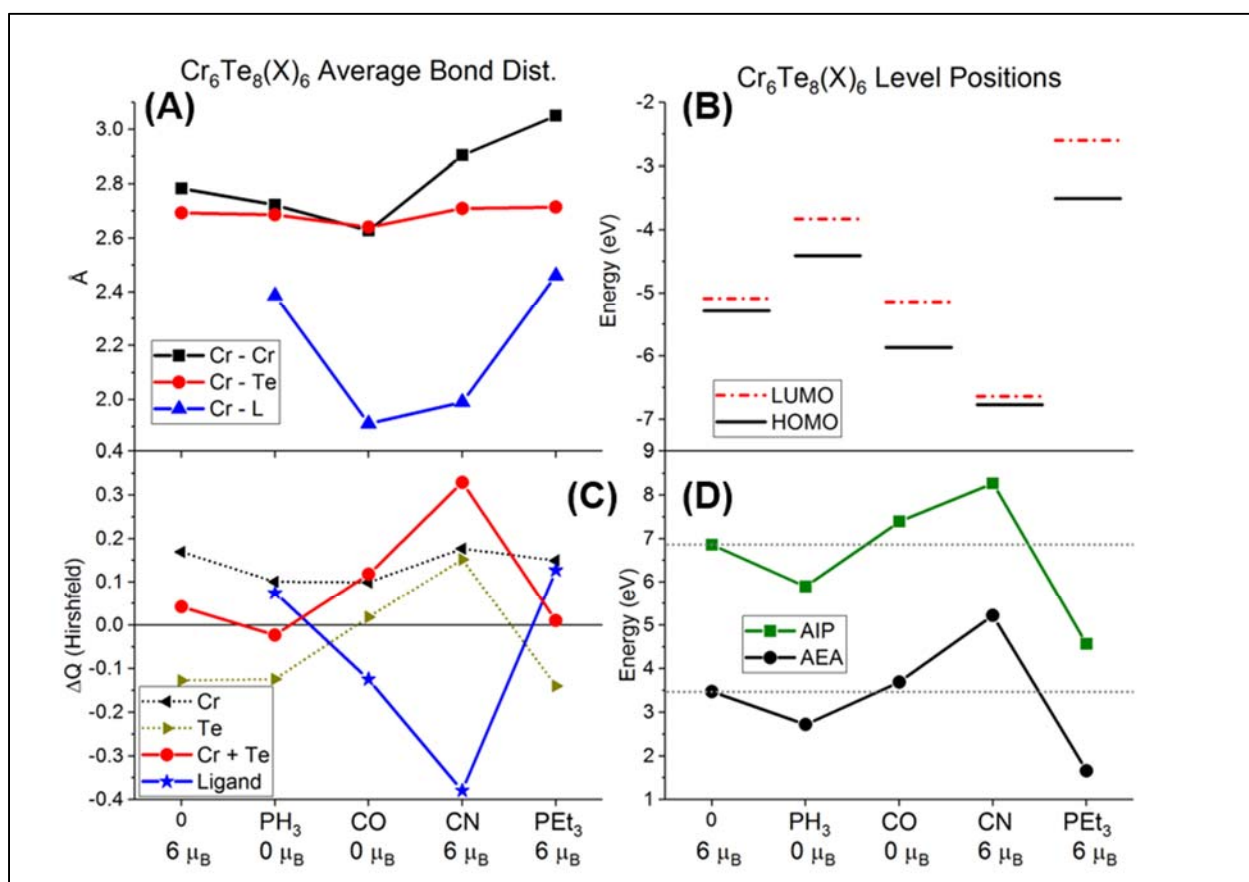 Cr6Te8(X)6 Average Bond Dist.
(A)
3.0
2.8
2.6
2.4
2.2
2.0
Å
Cr - Cr
Cr - Te
Cr - L
Cr6Te8(X)6 Level Positions
(B)
-2
-3
-4
-5
-6
-7
Energy (eV)
LUMO
HOMO
(C)
0.4
0.3
0.2
0.1
0.0
-0.1
-0.2
-0.3
-0.4
ΔQ (Hirshfeld)
Cr
Te
Cr + Te
Ligand
0 PH3 CO CN PEt3
6 μB 0 μB 0 μB 6 μB 6 μB
(D)
9
8
7
6
5
4
3
2
1
Energy (eV)
AIP
AEA
0 PH3 CO CN PEt3
6 μB 0 μB 0 μB 6 μB 6 μB